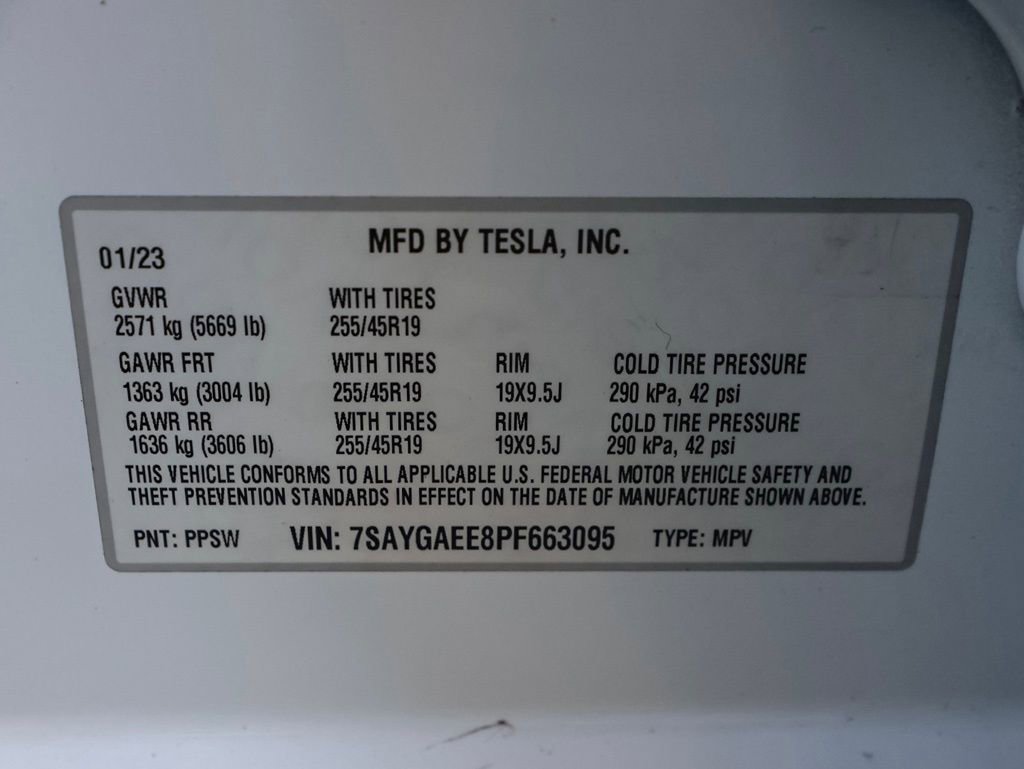 MFD BY TESLA, INC.
01/23
GVWR WITH TIRES
2571 kg (5669 lb) 255/45R19
GAWR FRT WITH TIRES RIM COLD TIRE PRESSURE
1363 kg (3004 lb) 255/45R19 19X9.5J 290 kPa, 42 psi
GAWR RR WITH TIRES RIM COLD TIRE PRESSURE
1636 kg (3606 lb) 255/45R19 19X9.5J 290 kPa, 42 psi
THIS VEHICLE CONFORMS TO ALL APPLICABLE U.S. FEDERAL MOTOR VEHICLE SAFETY AND
THEFT PREVENTION STANDARDS IN EFFECT ON THE DATE OF MANUFACTURE SHOWN ABOVE.
PNT: PPSW VIN: 7SAYGAEE8PF663095 TYPE: MPV